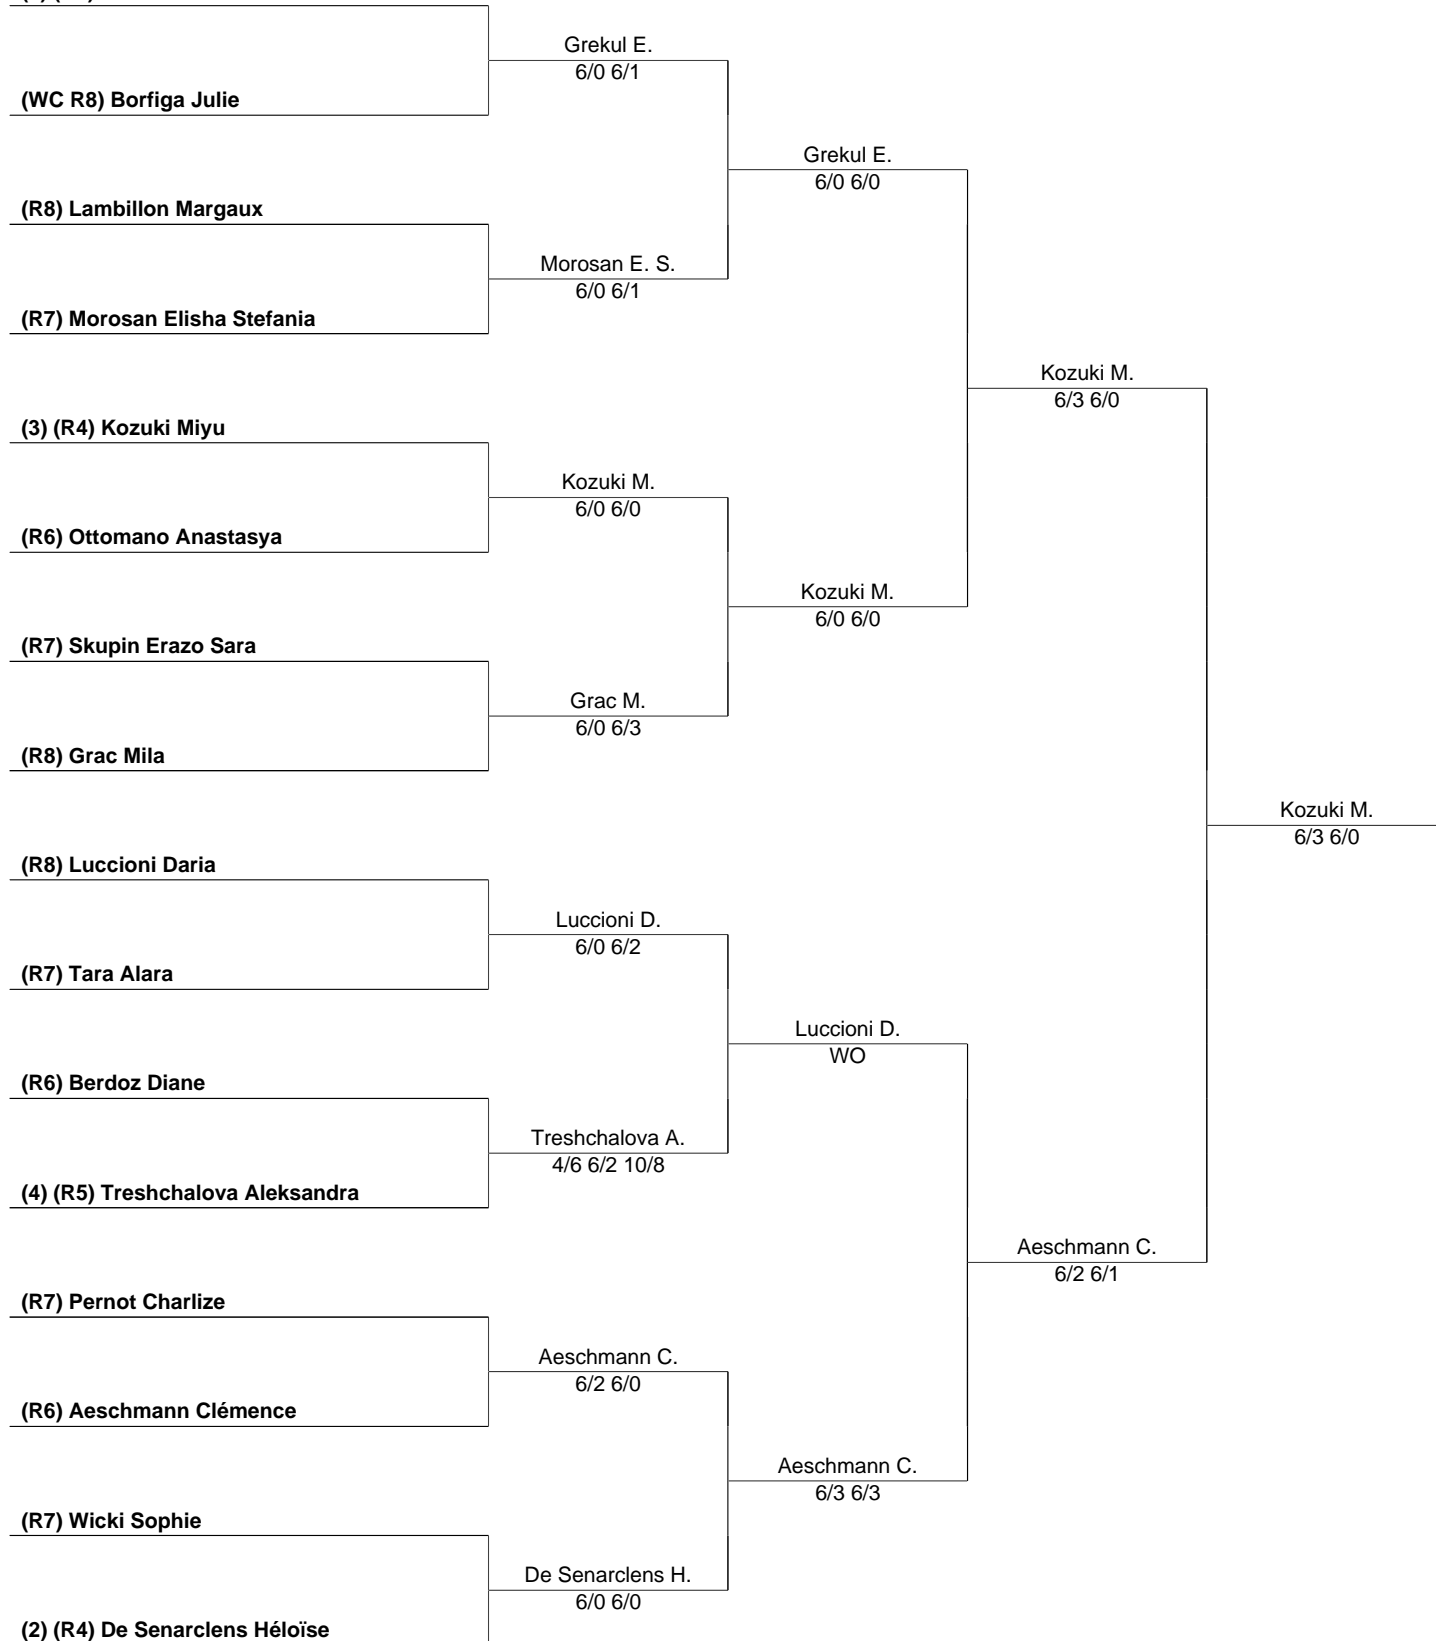 Grekul E.
6/0 6/1
(WC R8) Borfiga Julie
Grekul E.
6/0 6/0
(R8) Lambillon Margaux
Morosan E. S.
6/0 6/1
(R7) Morosan Elisha Stefania
Kozuki M.
6/3 6/0
(3) (R4) Kozuki Miyu
Kozuki M.
6/0 6/0
(R6) Ottomano Anastasya
Kozuki M.
6/0 6/0
(R7) Skupin Erazo Sara
Grac M.
6/0 6/3
(R8) Grac Mila
Kozuki M.
6/3 6/0
(R8) Luccioni Daria
Luccioni D.
6/0 6/2
(R7) Tara Alara
Luccioni D.
WO
(R6) Berdoz Diane
Treshchalova A.
4/6 6/2 10/8
(4) (R5) Treshchalova Aleksandra
Aeschmann C.
6/2 6/1
(R7) Pernot Charlize
Aeschmann C.
6/2 6/0
(R6) Aeschmann Clémence
Aeschmann C.
6/3 6/3
(R7) Wicki Sophie
De Senarclens H.
6/0 6/0
(2) (R4) De Senarclens Héloïse